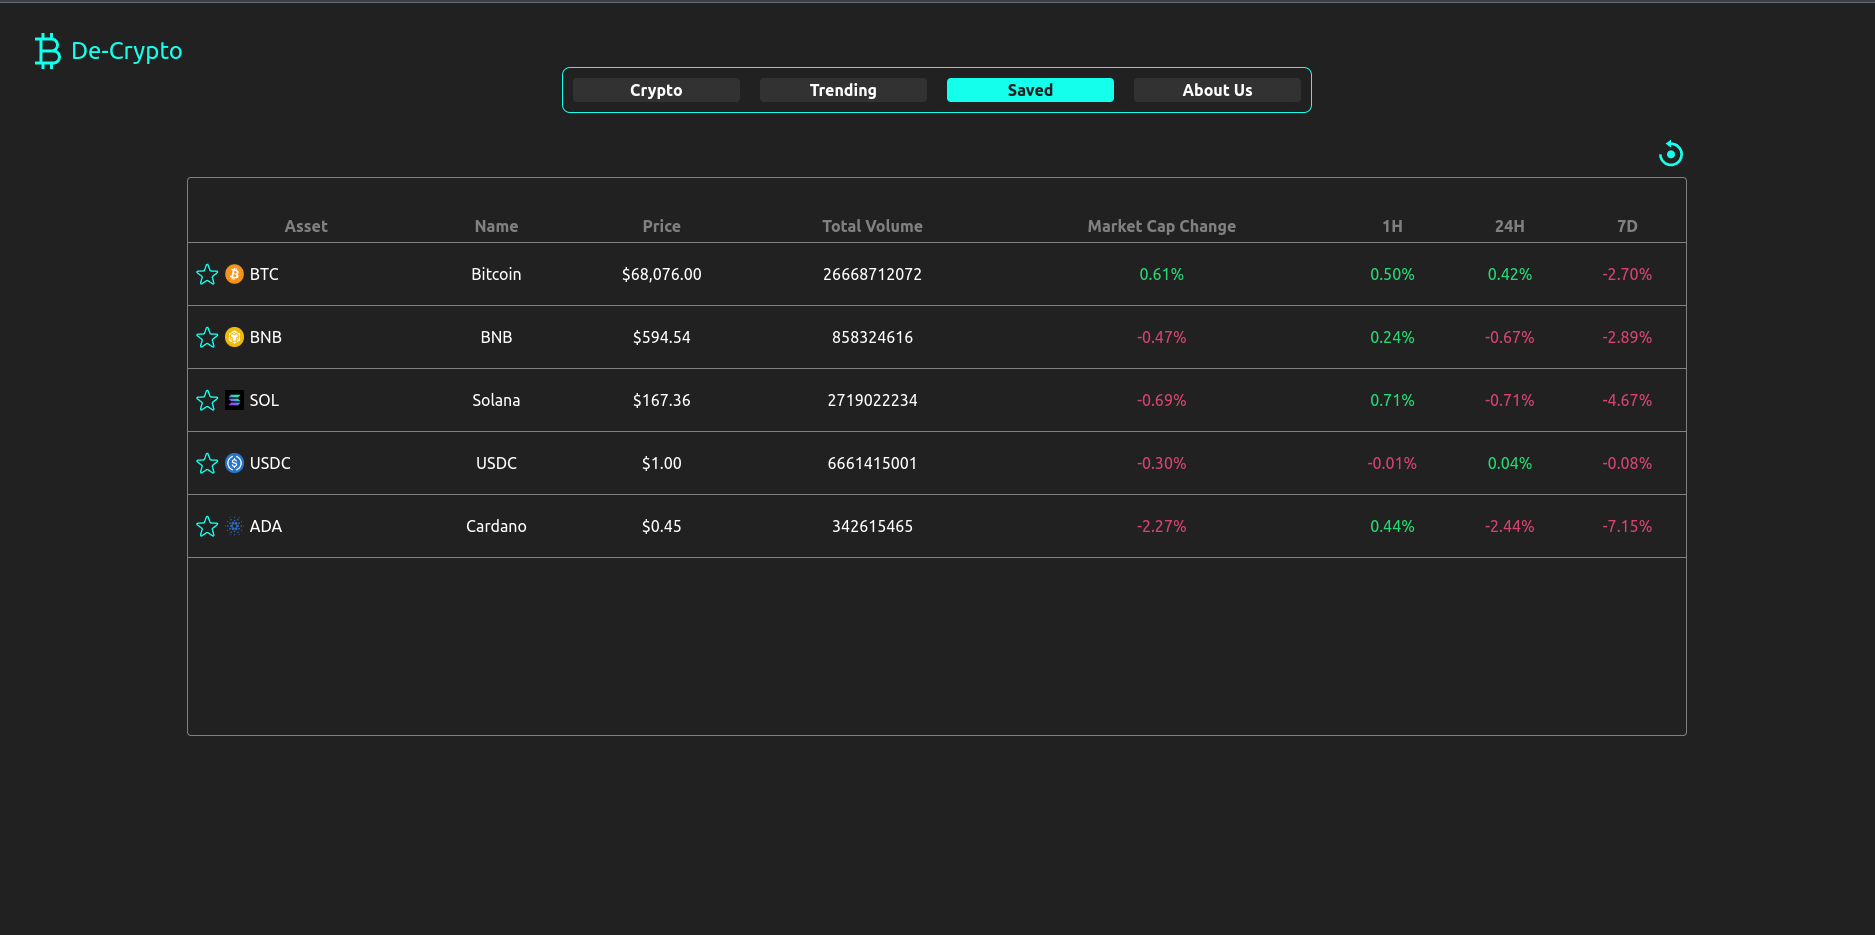 De-Crypto
Crypto Trending Saved About Us
Asset Name Price Total Volume Market Cap Change 1H 24H 7D
BTC Bitcoin $68,076.00 26668712072 0.61% 0.50% 0.42% -2.70%
BNB BNB $594.54 858324616 -0.47% 0.24% -0.67% -2.89%
SOL Solana $167.36 2719022234 -0.69% 0.71% -0.71% -4.67%
USDC USDC $1.00 6661415001 -0.30% -0.01% 0.04% -0.08%
ADA Cardano $0.45 342615465 -2.27% 0.44% -2.44% -7.15%